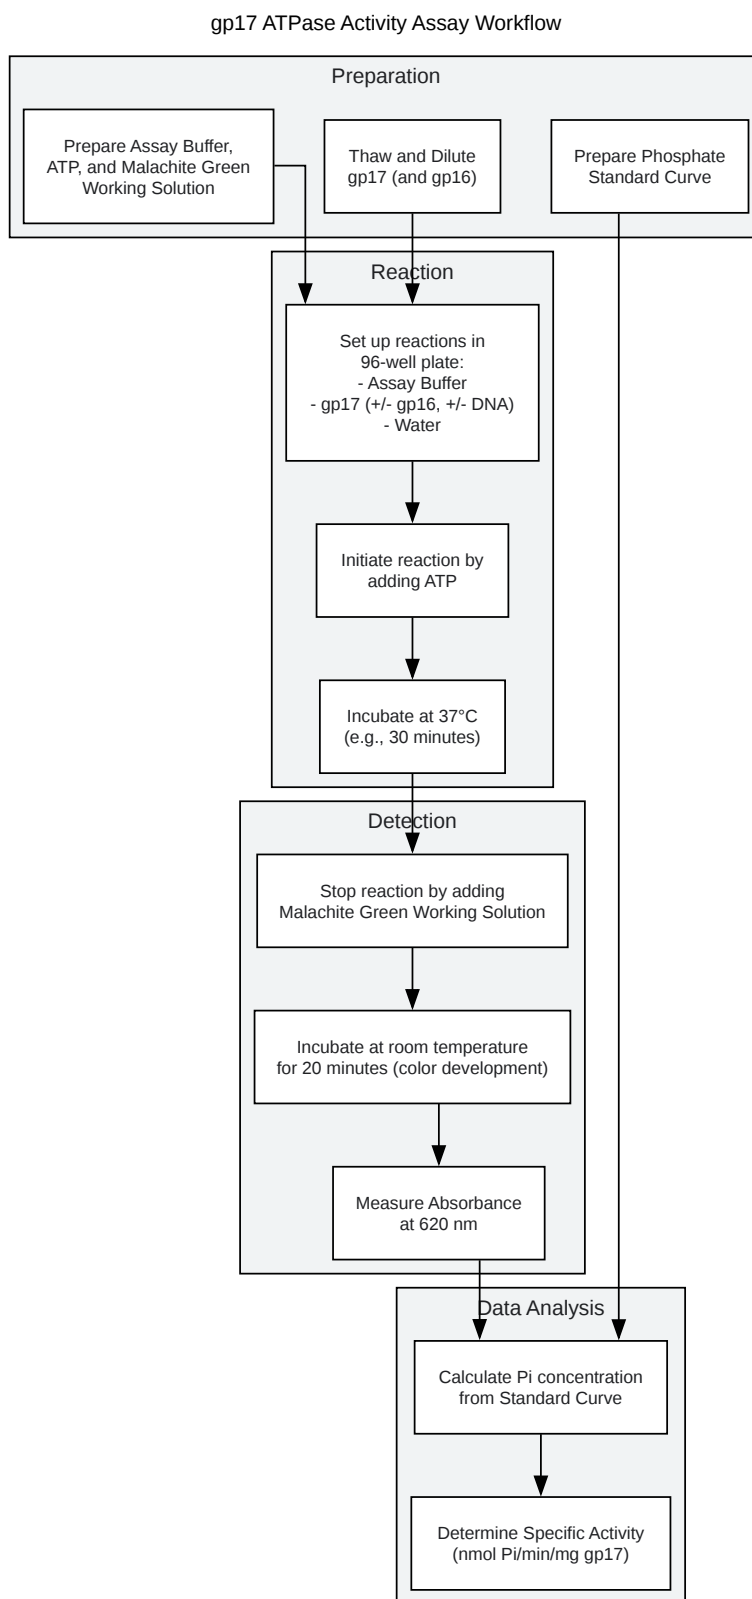 gp17 ATPase Activity Assay Workflow
Preparation
Prepare Assay Buffer,
ATP, and Malachite Green
Working Solution
Thaw and Dilute
gp17 (and gp16)
Prepare Phosphate
Standard Curve
Reaction
Set up reactions in
96-well plate:
- Assay Buffer
- gp17 (+/- gp16, +/- DNA)
- Water
Initiate reaction by
adding ATP
Incubate at 37°C
(e.g., 30 minutes)
Detection
Stop reaction by adding
Malachite Green Working Solution
Incubate at room temperature
for 20 minutes (color development)
Measure Absorbance
at 620 nm
Data Analysis
Calculate Pi concentration
from Standard Curve
Determine Specific Activity
(nmol Pi/min/mg gp17)